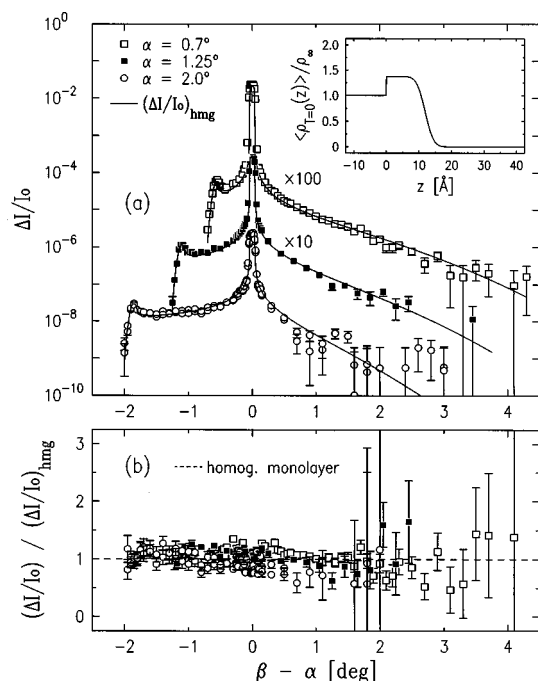 □ α = 0.7°
■ α = 1.25°
○ α = 2.0°
— (ΔI/I₀)hmg
10⁰
10⁻²
10⁻⁴
10⁻⁶
10⁻⁸
10⁻¹⁰
ΔI/I₀
(a)
×100
×10
-2 -1 0 1 2 3 4
<ρT=0(z)>/ρ∞
2.0
1.5
1.0
0.5
0.0
-10 0 10 20 30 40
z [Å]
(b)
---- homog. monolayer
3
2
1
0
(ΔI/I₀) / (ΔI/I₀)hmg
-2 -1 0 1 2 3 4
β − α [deg]